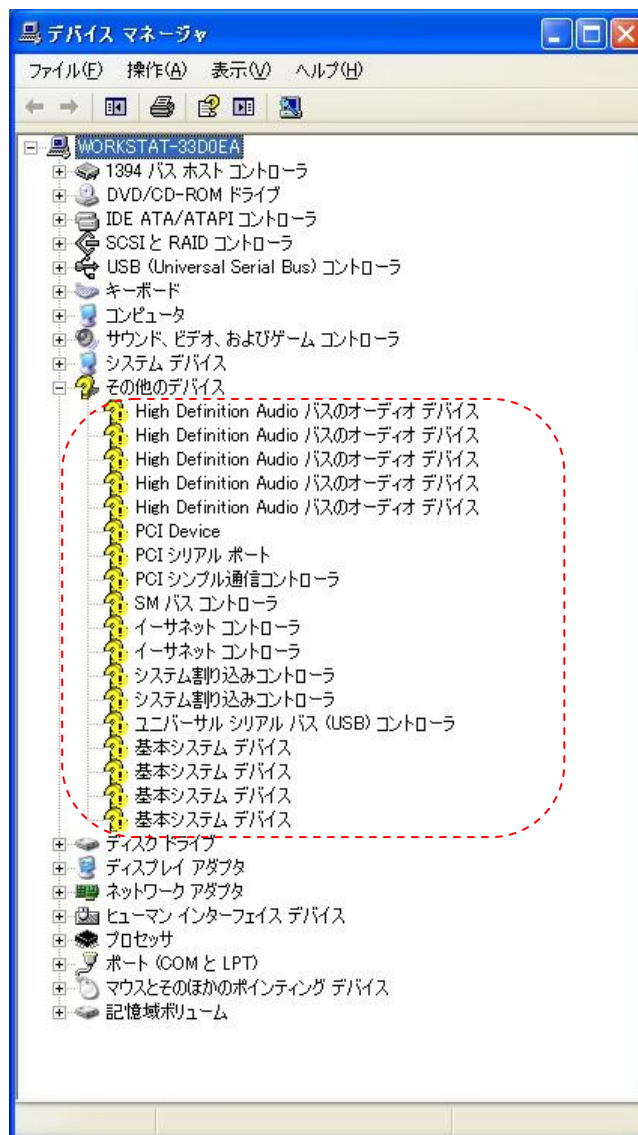 デバイス マネージャ
ファイル(F) 操作(A) 表示(V) ヘルプ(H)
WORKSTAT-33D0EA
1394 バス ホスト コントローラ
DVD/CD-ROM ドライブ
IDE ATA/ATAPI コントローラ
SCSI と RAID コントローラ
USB (Universal Serial Bus) コントローラ
キーボード
コンピュータ
サウンド、ビデオ、およびゲーム コントローラ
システム デバイス
その他のデバイス
High Definition Audio バスのオーディオ デバイス
High Definition Audio バスのオーディオ デバイス
High Definition Audio バスのオーディオ デバイス
High Definition Audio バスのオーディオ デバイス
High Definition Audio バスのオーディオ デバイス
PCI Device
PCI シリアル ポート
PCI シンプル通信コントローラ
SM バス コントローラ
イーサネット コントローラ
イーサネット コントローラ
システム割り込みコントローラ
システム割り込みコントローラ
ユニバーサル シリアル バス (USB) コントローラ
基本システム デバイス
基本システム デバイス
基本システム デバイス
基本システム デバイス
ディスク ドライブ
ディスプレイ アダプタ
ネットワーク アダプタ
ヒューマン インターフェイス デバイス
プロセッサ
ポート (COM と LPT)
マウスとそのほかのポインティング デバイス
記憶域ボリューム